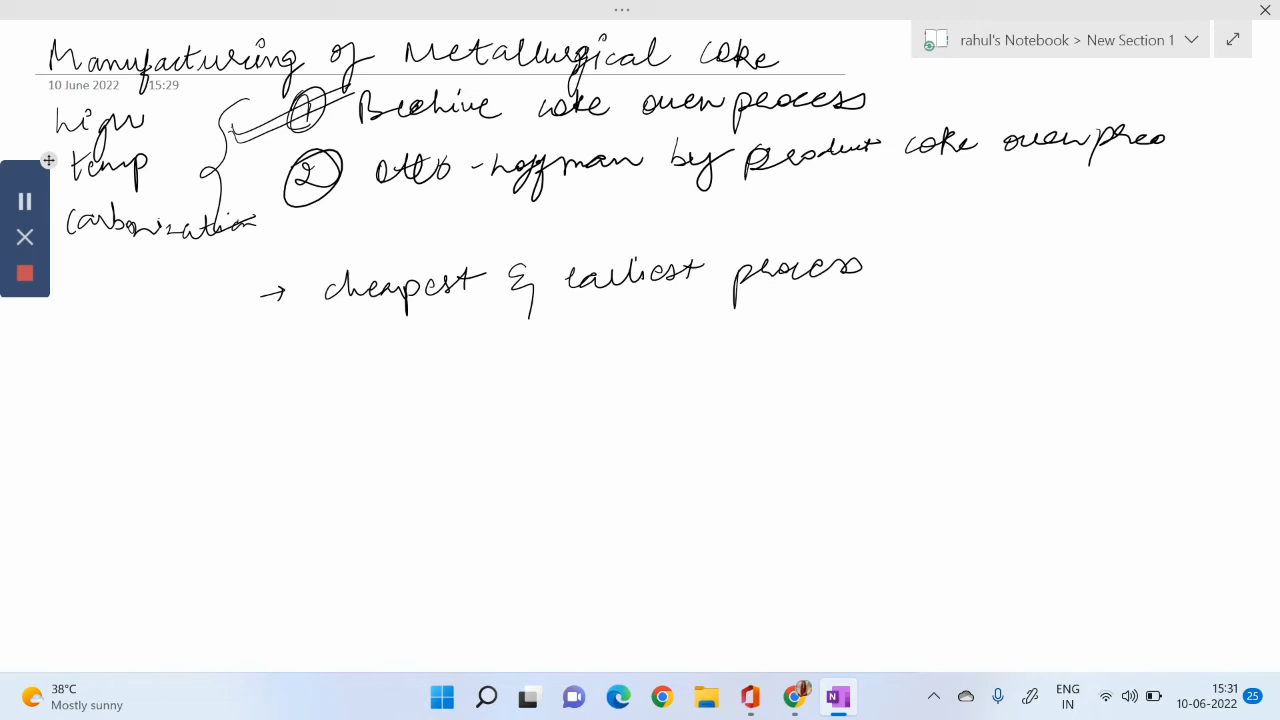 rahul's Notebook > New Section 1
Manufacturing of Metallurgical coke
10 June 2022 15:29
high
temp
carbonization
1 Beehive coke oven process
2 Otto - hoffman by product coke oven proo
→ cheapest & earliest process
38°C
Mostly sunny
ENG
IN
15:31
10-06-2022
25